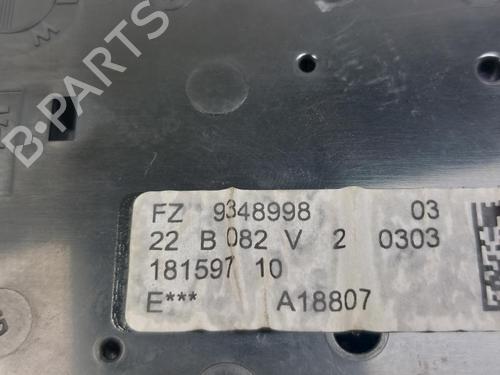 B-PARTS
FZ 9348998 03
22 B 082 V 2 0303
181597 10
E*** A18807